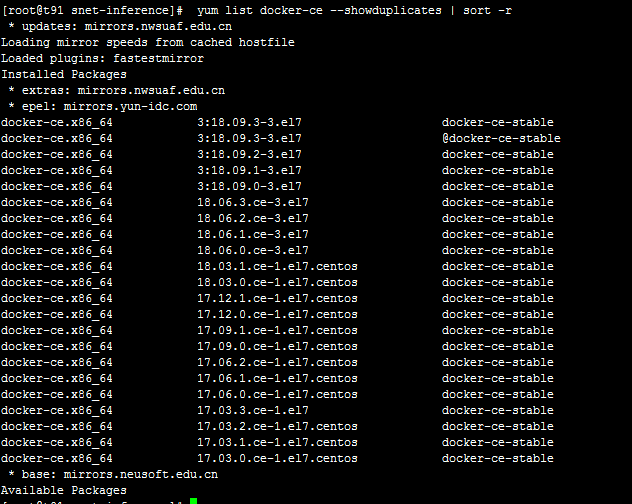 [root@t91 snet-inference]#  yum list docker-ce --showduplicates | sort -r
 * updates: mirrors.nwsuaf.edu.cn
Loading mirror speeds from cached hostfile
Loaded plugins: fastestmirror
Installed Packages
 * extras: mirrors.nwsuaf.edu.cn
 * epel: mirrors.yun-idc.com
docker-ce.x86_64 3:18.09.3-3.el7 docker-ce-stable
docker-ce.x86_64 3:18.09.3-3.el7 @docker-ce-stable
docker-ce.x86_64 3:18.09.2-3.el7 docker-ce-stable
docker-ce.x86_64 3:18.09.1-3.el7 docker-ce-stable
docker-ce.x86_64 3:18.09.0-3.el7 docker-ce-stable
docker-ce.x86_64 18.06.3.ce-3.el7 docker-ce-stable
docker-ce.x86_64 18.06.2.ce-3.el7 docker-ce-stable
docker-ce.x86_64 18.06.1.ce-3.el7 docker-ce-stable
docker-ce.x86_64 18.06.0.ce-3.el7 docker-ce-stable
docker-ce.x86_64 18.03.1.ce-1.el7.centos docker-ce-stable
docker-ce.x86_64 18.03.0.ce-1.el7.centos docker-ce-stable
docker-ce.x86_64 17.12.1.ce-1.el7.centos docker-ce-stable
docker-ce.x86_64 17.12.0.ce-1.el7.centos docker-ce-stable
docker-ce.x86_64 17.09.1.ce-1.el7.centos docker-ce-stable
docker-ce.x86_64 17.09.0.ce-1.el7.centos docker-ce-stable
docker-ce.x86_64 17.06.2.ce-1.el7.centos docker-ce-stable
docker-ce.x86_64 17.06.1.ce-1.el7.centos docker-ce-stable
docker-ce.x86_64 17.06.0.ce-1.el7.centos docker-ce-stable
docker-ce.x86_64 17.03.3.ce-1.el7 docker-ce-stable
docker-ce.x86_64 17.03.2.ce-1.el7.centos docker-ce-stable
docker-ce.x86_64 17.03.1.ce-1.el7.centos docker-ce-stable
docker-ce.x86_64 17.03.0.ce-1.el7.centos docker-ce-stable
 * base: mirrors.neusoft.edu.cn
Available Packages